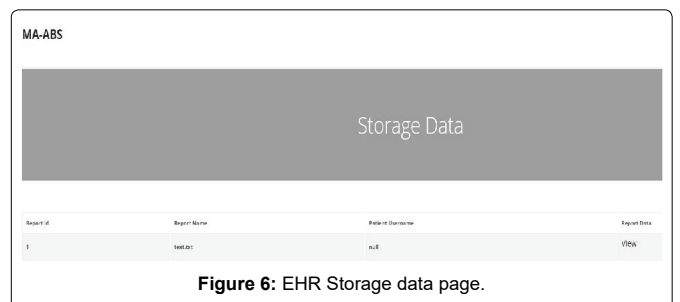 MA-ABS
Storage Data
Report Id Report Name Patient Username Report Data
1 test.txt null View
Figure 6: EHR Storage data page.